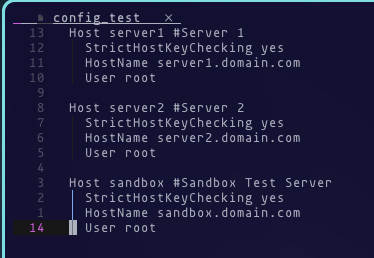 config_test ×
13 Host server1 #Server 1
12 StrictHostKeyChecking yes
11 HostName server1.domain.com
10 User root
9
8 Host server2 #Server 2
7 StrictHostKeyChecking yes
6 HostName server2.domain.com
5 User root
4
3 Host sandbox #Sandbox Test Server
2 StrictHostKeyChecking yes
1 HostName sandbox.domain.com
14 User root